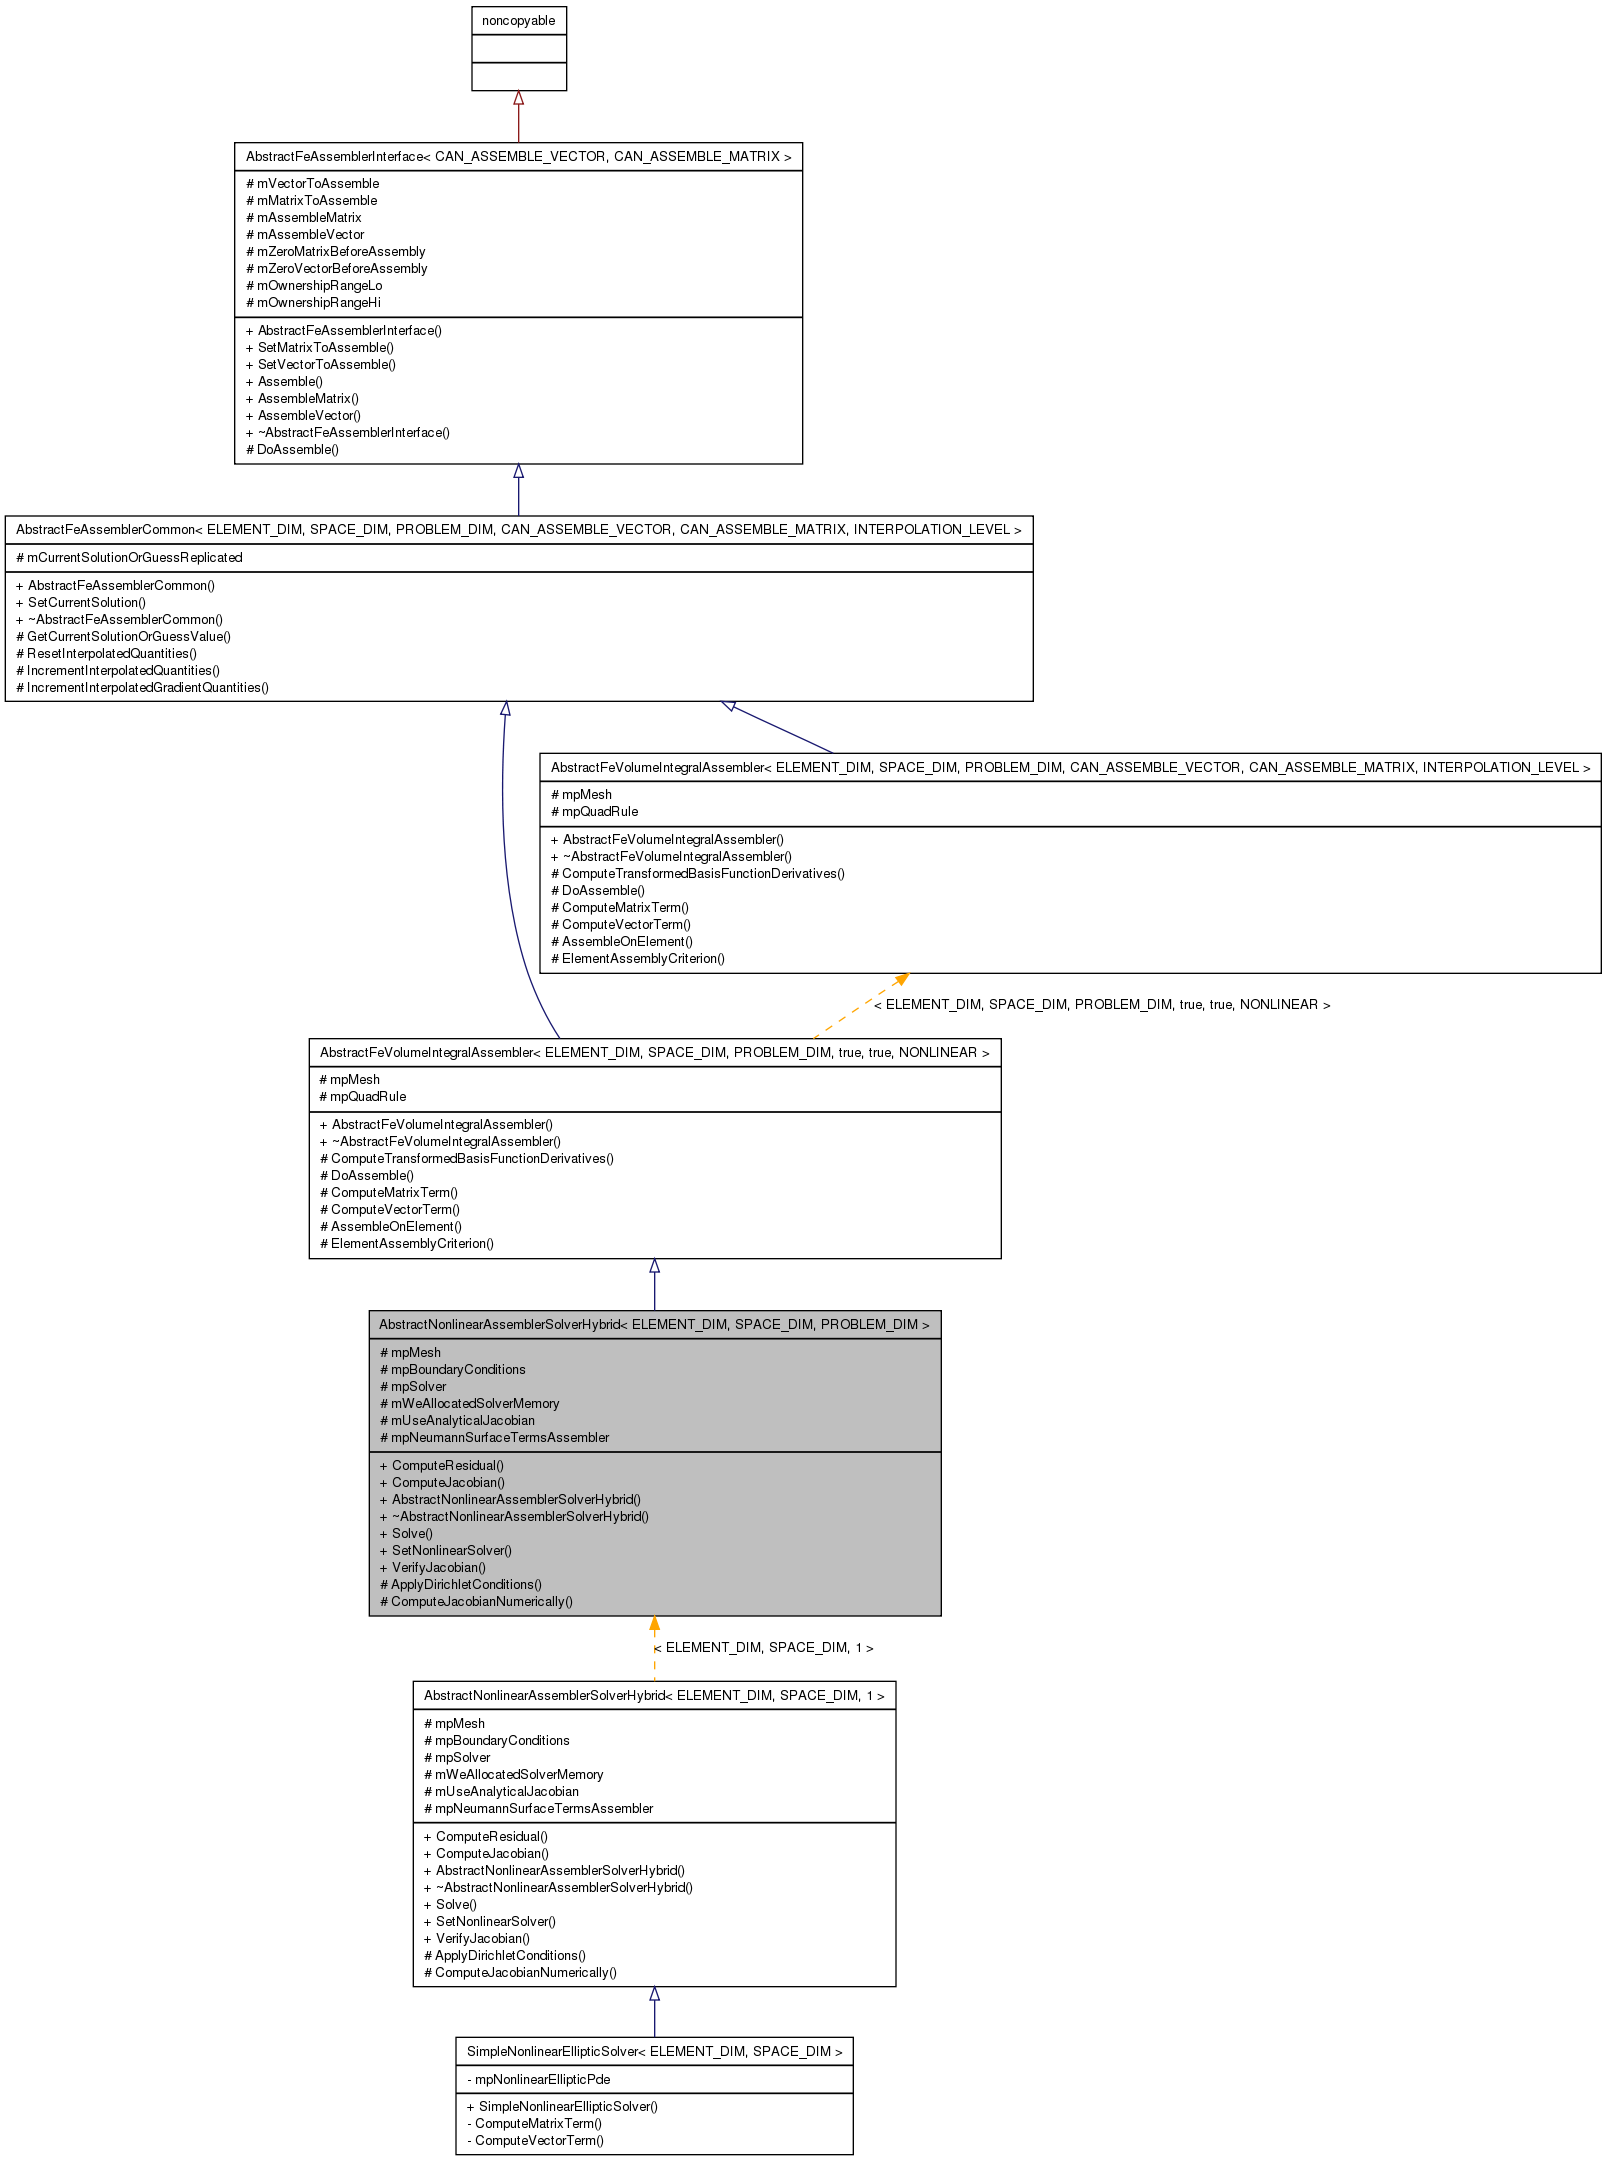 noncopyable
AbstractFeAssemblerInterface< CAN_ASSEMBLE_VECTOR, CAN_ASSEMBLE_MATRIX >
# mVectorToAssemble
# mMatrixToAssemble
# mAssembleMatrix
# mAssembleVector
# mZeroMatrixBeforeAssembly
# mZeroVectorBeforeAssembly
# mOwnershipRangeLo
# mOwnershipRangeHi
+ AbstractFeAssemblerInterface()
+ SetMatrixToAssemble()
+ SetVectorToAssemble()
+ Assemble()
+ AssembleMatrix()
+ AssembleVector()
+ ~AbstractFeAssemblerInterface()
# DoAssemble()
AbstractFeAssemblerCommon< ELEMENT_DIM, SPACE_DIM, PROBLEM_DIM, CAN_ASSEMBLE_VECTOR, CAN_ASSEMBLE_MATRIX, INTERPOLATION_LEVEL >
# mCurrentSolutionOrGuessReplicated
+ AbstractFeAssemblerCommon()
+ SetCurrentSolution()
+ ~AbstractFeAssemblerCommon()
# GetCurrentSolutionOrGuessValue()
# ResetInterpolatedQuantities()
# IncrementInterpolatedQuantities()
# IncrementInterpolatedGradientQuantities()
AbstractFeVolumeIntegralAssembler< ELEMENT_DIM, SPACE_DIM, PROBLEM_DIM, CAN_ASSEMBLE_VECTOR, CAN_ASSEMBLE_MATRIX, INTERPOLATION_LEVEL >
# mpMesh
# mpQuadRule
+ AbstractFeVolumeIntegralAssembler()
+ ~AbstractFeVolumeIntegralAssembler()
# ComputeTransformedBasisFunctionDerivatives()
# DoAssemble()
# ComputeMatrixTerm()
# ComputeVectorTerm()
# AssembleOnElement()
# ElementAssemblyCriterion()
< ELEMENT_DIM, SPACE_DIM, PROBLEM_DIM, true, true, NONLINEAR >
AbstractFeVolumeIntegralAssembler< ELEMENT_DIM, SPACE_DIM, PROBLEM_DIM, true, true, NONLINEAR >
# mpMesh
# mpQuadRule
+ AbstractFeVolumeIntegralAssembler()
+ ~AbstractFeVolumeIntegralAssembler()
# ComputeTransformedBasisFunctionDerivatives()
# DoAssemble()
# ComputeMatrixTerm()
# ComputeVectorTerm()
# AssembleOnElement()
# ElementAssemblyCriterion()
AbstractNonlinearAssemblerSolverHybrid< ELEMENT_DIM, SPACE_DIM, PROBLEM_DIM >
# mpMesh
# mpBoundaryConditions
# mpSolver
# mWeAllocatedSolverMemory
# mUseAnalyticalJacobian
# mpNeumannSurfaceTermsAssembler
+ ComputeResidual()
+ ComputeJacobian()
+ AbstractNonlinearAssemblerSolverHybrid()
+ ~AbstractNonlinearAssemblerSolverHybrid()
+ Solve()
+ SetNonlinearSolver()
+ VerifyJacobian()
# ApplyDirichletConditions()
# ComputeJacobianNumerically()
< ELEMENT_DIM, SPACE_DIM, 1 >
AbstractNonlinearAssemblerSolverHybrid< ELEMENT_DIM, SPACE_DIM, 1 >
# mpMesh
# mpBoundaryConditions
# mpSolver
# mWeAllocatedSolverMemory
# mUseAnalyticalJacobian
# mpNeumannSurfaceTermsAssembler
+ ComputeResidual()
+ ComputeJacobian()
+ AbstractNonlinearAssemblerSolverHybrid()
+ ~AbstractNonlinearAssemblerSolverHybrid()
+ Solve()
+ SetNonlinearSolver()
+ VerifyJacobian()
# ApplyDirichletConditions()
# ComputeJacobianNumerically()
SimpleNonlinearEllipticSolver< ELEMENT_DIM, SPACE_DIM >
- mpNonlinearEllipticPde
+ SimpleNonlinearEllipticSolver()
- ComputeMatrixTerm()
- ComputeVectorTerm()